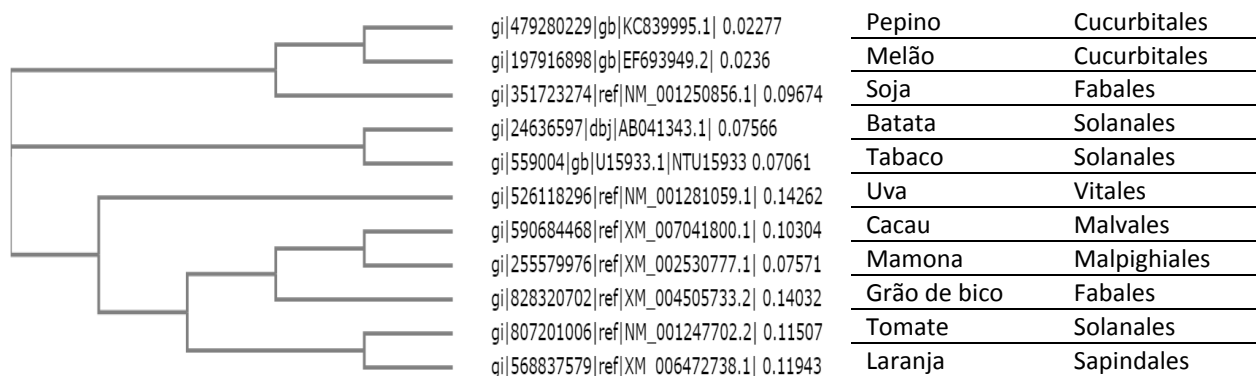 gi|479280229|gb|KC839995.1| 0.02277 Pepino Cucurbitales
gi|197916898|gb|EF693949.2| 0.0236 Melão Cucurbitales
gi|351723274|ref|NM_001250856.1| 0.09674 Soja Fabales
gi|24636597|dbj|AB041343.1| 0.07566 Batata Solanales
gi|559004|gb|U15933.1|NTU15933 0.07061 Tabaco Solanales
gi|526118296|ref|NM_001281059.1| 0.14262 Uva Vitales
gi|590684468|ref|XM_007041800.1| 0.10304 Cacau Malvales
gi|255579976|ref|XM_002530777.1| 0.07571 Mamona Malpighiales
gi|828320702|ref|XM_004505733.2| 0.14032 Grão de bico Fabales
gi|807201006|ref|NM_001247702.2| 0.11507 Tomate Solanales
gi|568837579|ref|XM_006472738.1| 0.11943 Laranja Sapindales